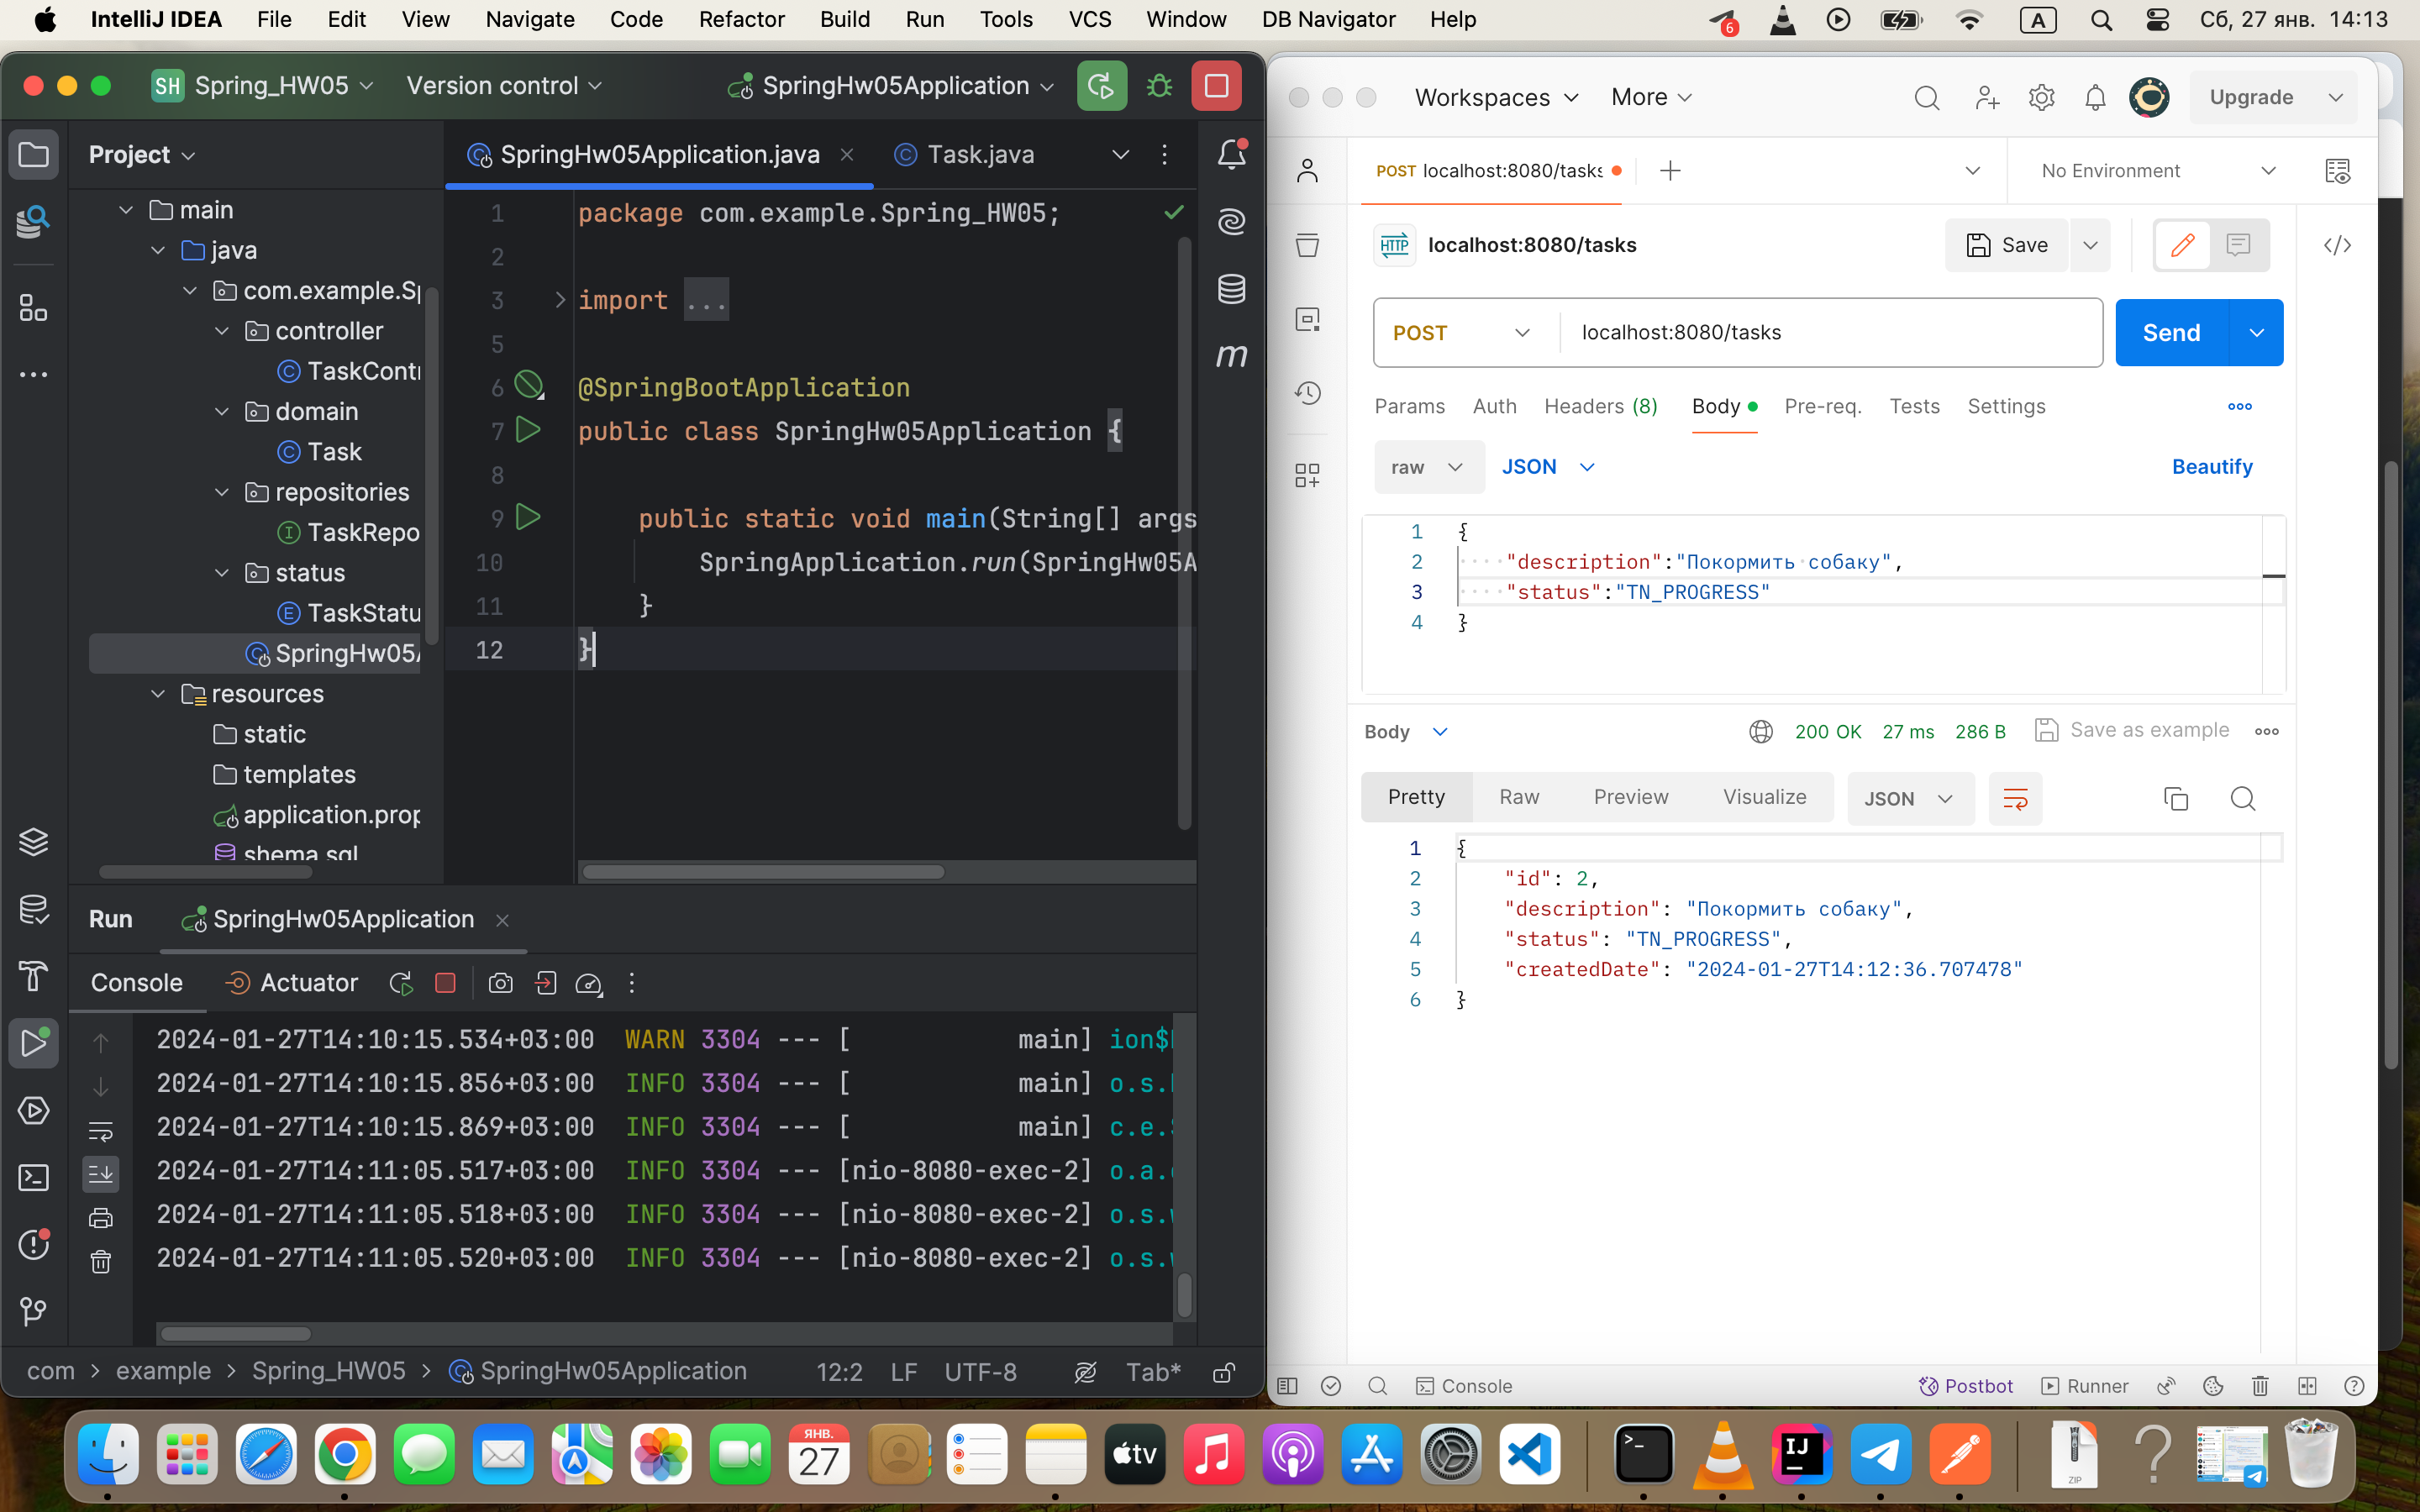 IntelliJ IDEA File Edit View Navigate Code Refactor Build Run Tools VCS Window DB Navigator Help 6 A Сб, 27 янв. 14:13
SH Spring_HW05 Version control SpringHw05Application
Project
main
java
com.example.Sp
controller
TaskContr
domain
Task
repositories
TaskRepo
status
TaskStatu
SpringHw05A
resources
static
templates
application.prop
shema.sql
SpringHw05Application.java Task.java
1 package com.example.Spring_HW05;
2
3 import ...
5
6 @SpringBootApplication
7 public class SpringHw05Application {
8
9 public static void main(String[] args
10 SpringApplication.run(SpringHw05A
11 }
12 }
m
Run SpringHw05Application
Console Actuator
2024-01-27T14:10:15.534+03:00 WARN 3304 --- [ main] ion$
2024-01-27T14:10:15.856+03:00 INFO 3304 --- [ main] o.s.
2024-01-27T14:10:15.869+03:00 INFO 3304 --- [ main] c.e.
2024-01-27T14:11:05.517+03:00 INFO 3304 --- [nio-8080-exec-2] o.a.
2024-01-27T14:11:05.518+03:00 INFO 3304 --- [nio-8080-exec-2] o.s.
2024-01-27T14:11:05.520+03:00 INFO 3304 --- [nio-8080-exec-2] o.s.
com > example > Spring_HW05 > SpringHw05Application 12:2 LF UTF-8 Tab*
Workspaces More Upgrade
POST localhost:8080/tasks No Environment
HTTP localhost:8080/tasks Save </>
POST localhost:8080/tasks Send
Params Auth Headers (8) Body Pre-req. Tests Settings
raw JSON Beautify
1 {
2 "description":"Покормить собаку",
3 "status":"TN_PROGRESS"
4 }
Body 200 OK 27 ms 286 B Save as example
Pretty Raw Preview Visualize JSON
1 {
2 "id": 2,
3 "description": "Покормить собаку",
4 "status": "TN_PROGRESS",
5 "createdDate": "2024-01-27T14:12:36.707478"
6 }
Console Postbot Runner
ЯНВ.
27
tv
IJ
ZIP